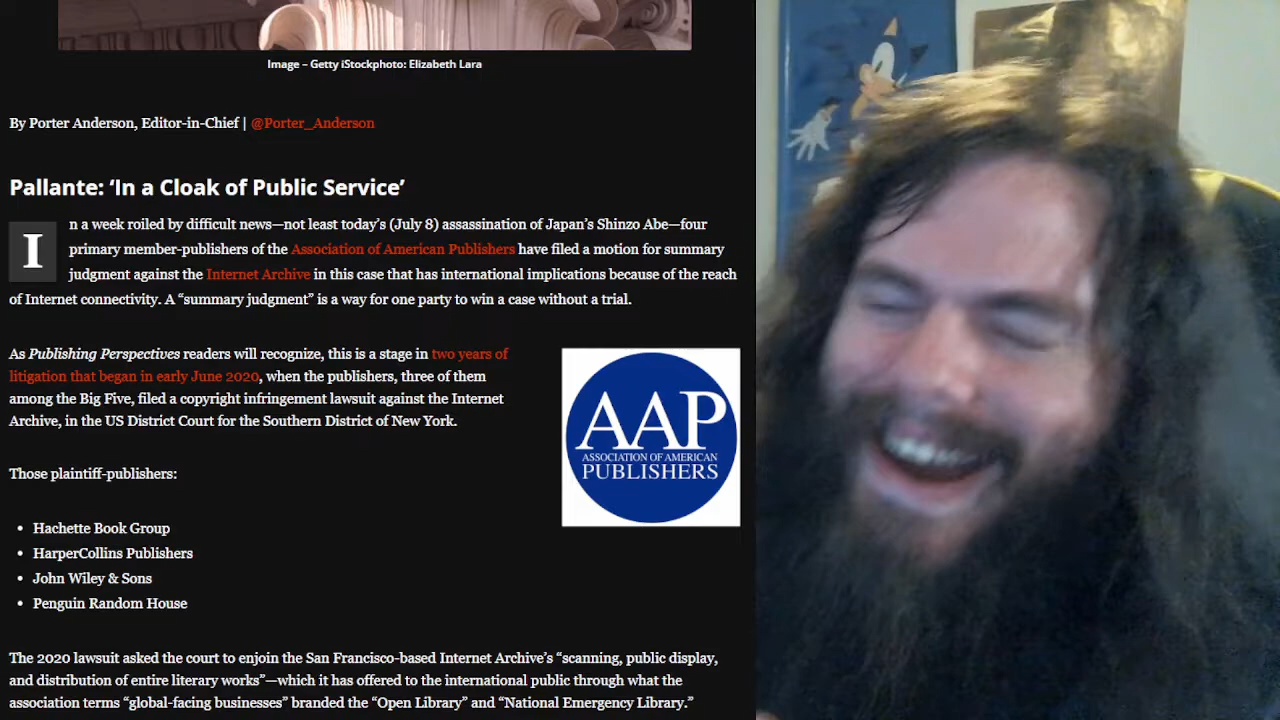 Image – Getty iStockphoto: Elizabeth Lara
By Porter Anderson, Editor-in-Chief | @Porter_Anderson
Pallante: ‘In a Cloak of Public Service’
In a week roiled by difficult news—not least today’s (July 8) assassination of Japan’s Shinzo Abe—four
primary member-publishers of the Association of American Publishers have filed a motion for summary
judgment against the Internet Archive in this case that has international implications because of the reach
of Internet connectivity. A “summary judgment” is a way for one party to win a case without a trial.
As Publishing Perspectives readers will recognize, this is a stage in two years of
litigation that began in early June 2020, when the publishers, three of them
among the Big Five, filed a copyright infringement lawsuit against the Internet
Archive, in the US District Court for the Southern District of New York.
AAP
ASSOCIATION OF AMERICAN
PUBLISHERS
Those plaintiff-publishers:
• Hachette Book Group
• HarperCollins Publishers
• John Wiley & Sons
• Penguin Random House
The 2020 lawsuit asked the court to enjoin the San Francisco-based Internet Archive’s “scanning, public display,
and distribution of entire literary works”—which it has offered to the international public through what the
association terms “global-facing businesses” branded the “Open Library” and “National Emergency Library.”